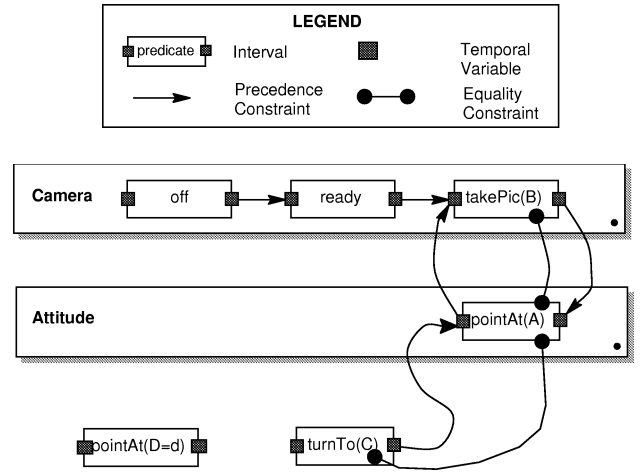 LEGEND
predicate
Interval
Temporal
Variable
Precedence
Constraint
Equality
Constraint
Camera
off
ready
takePic(B)
Attitude
pointAt(A)
pointAt(D=d)
turnTo(C)